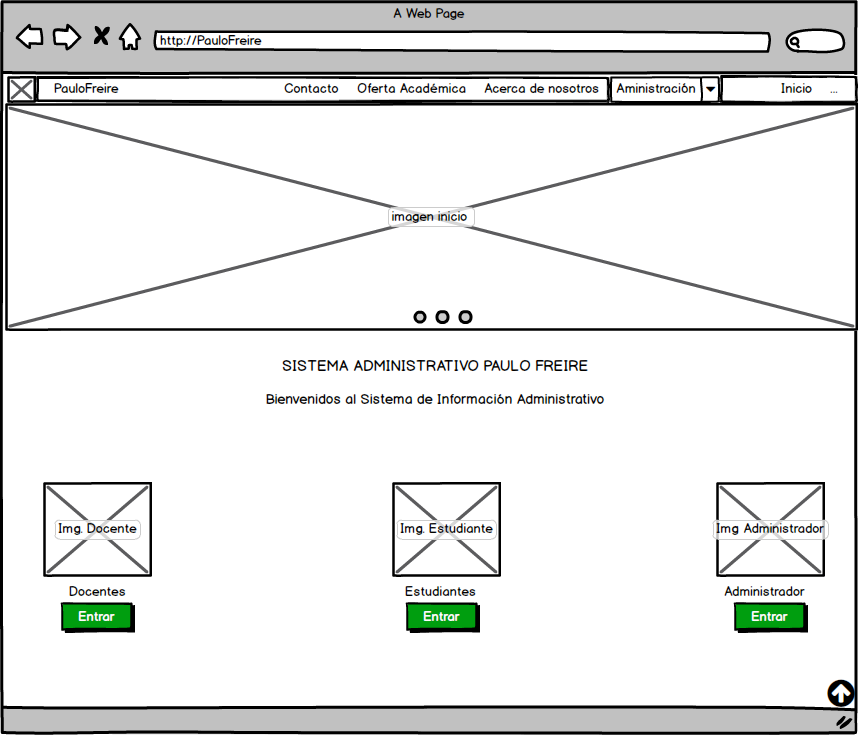 A Web Page
http://PauloFreire
PauloFreire Contacto Oferta Académica Acerca de nosotros Aministración Inicio ...
imagen inicio
SISTEMA ADMINISTRATIVO PAULO FREIRE
Bienvenidos al Sistema de Información Administrativo
Img. Docente Img. Estudiante Img Administrador
Docentes Estudiantes Administrador
Entrar Entrar Entrar